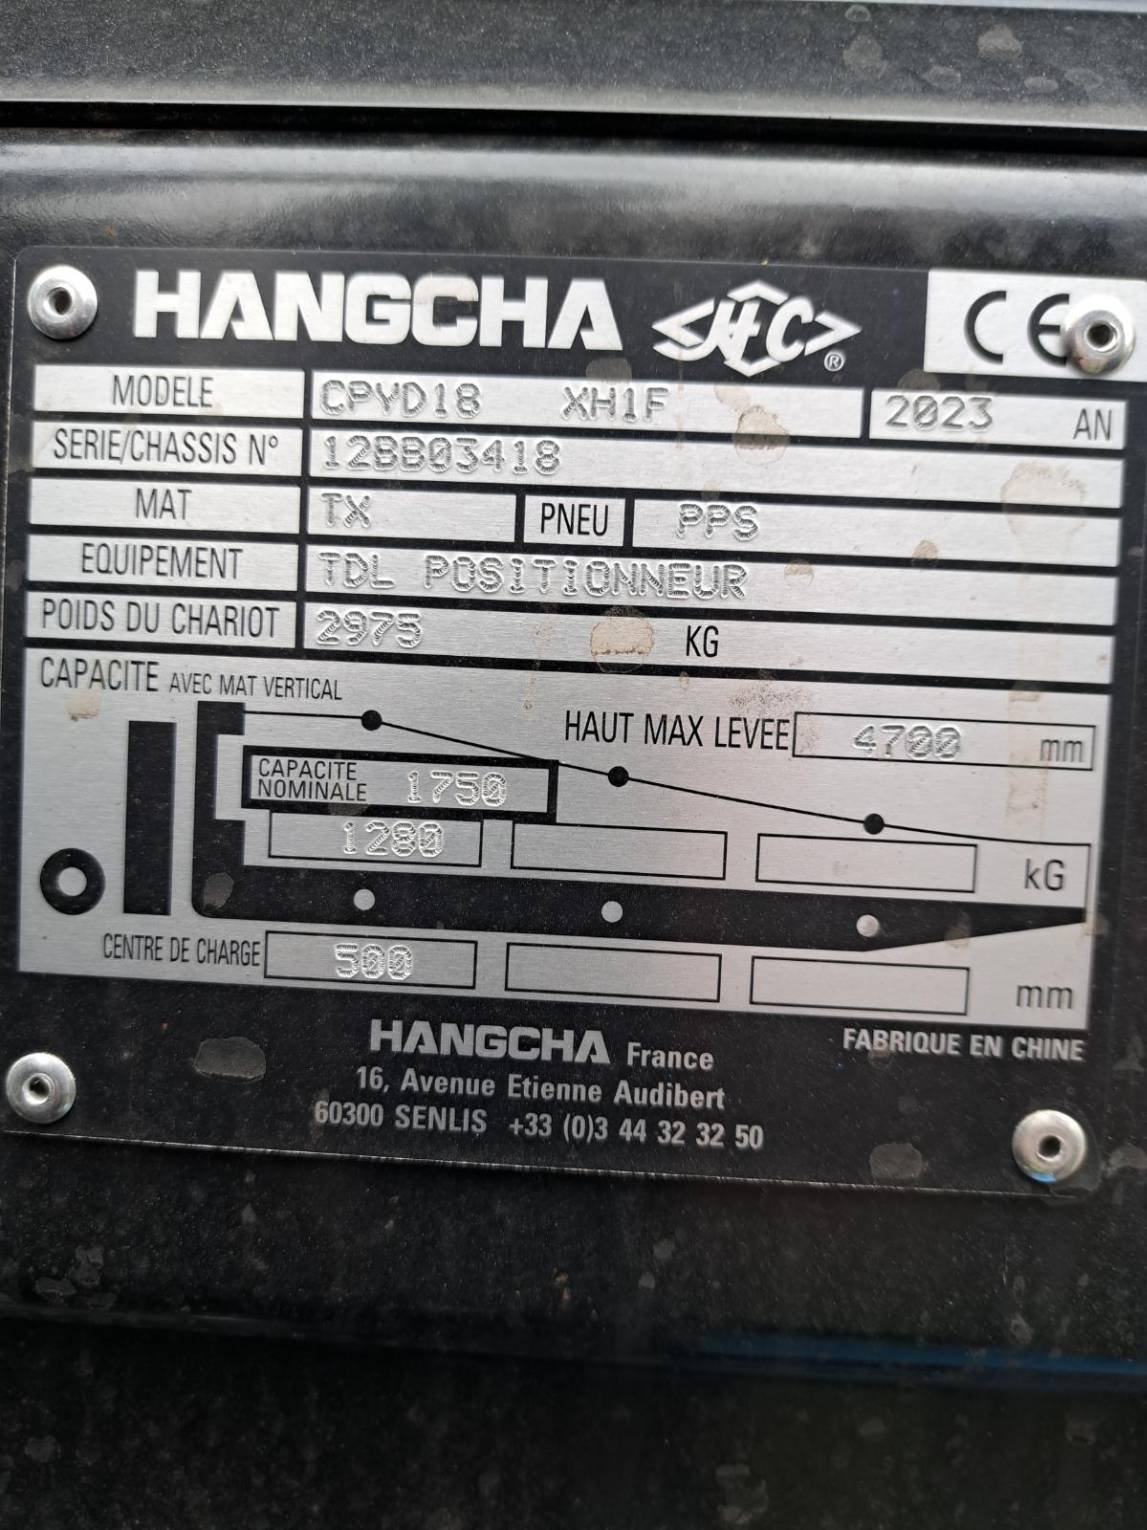 HANGCHA <HFC> ® CE
MODELE CPYD18 XH1F 2023 AN
SERIE/CHASSIS N° 128B03418
MAT TX PNEU PPS
EQUIPEMENT TDL POSITIONNEUR
POIDS DU CHARIOT 2975 KG
CAPACITE AVEC MAT VERTICAL
HAUT MAX LEVEE 4700 mm
CAPACITE NOMINALE 1750
1280 kG
CENTRE DE CHARGE 500 mm
HANGCHA France
FABRIQUE EN CHINE
16, Avenue Etienne Audibert
60300 SENLIS +33 (0)3 44 32 32 50